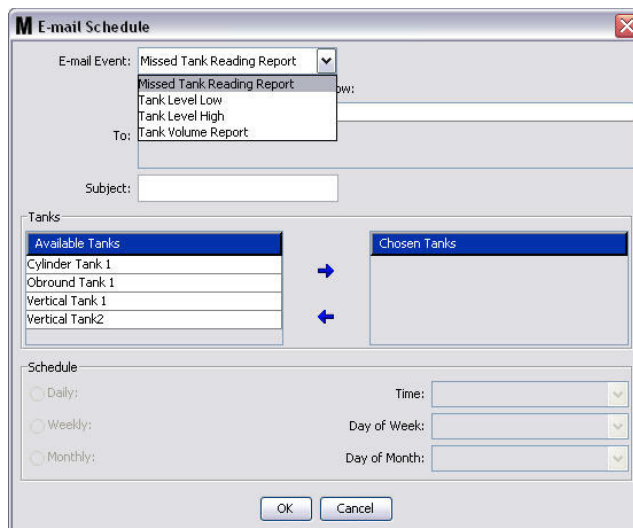 M E-mail Schedule
E-mail Event: Missed Tank Reading Report
Missed Tank Reading Report
Tank Level Low
Tank Level High
Tank Volume Report
To:
Subject:
Tanks
Available Tanks Chosen Tanks
Cylinder Tank 1
Obround Tank 1
Vertical Tank 1
Vertical Tank2
Schedule
Daily: Time:
Weekly: Day of Week:
Monthly: Day of Month:
OK Cancel